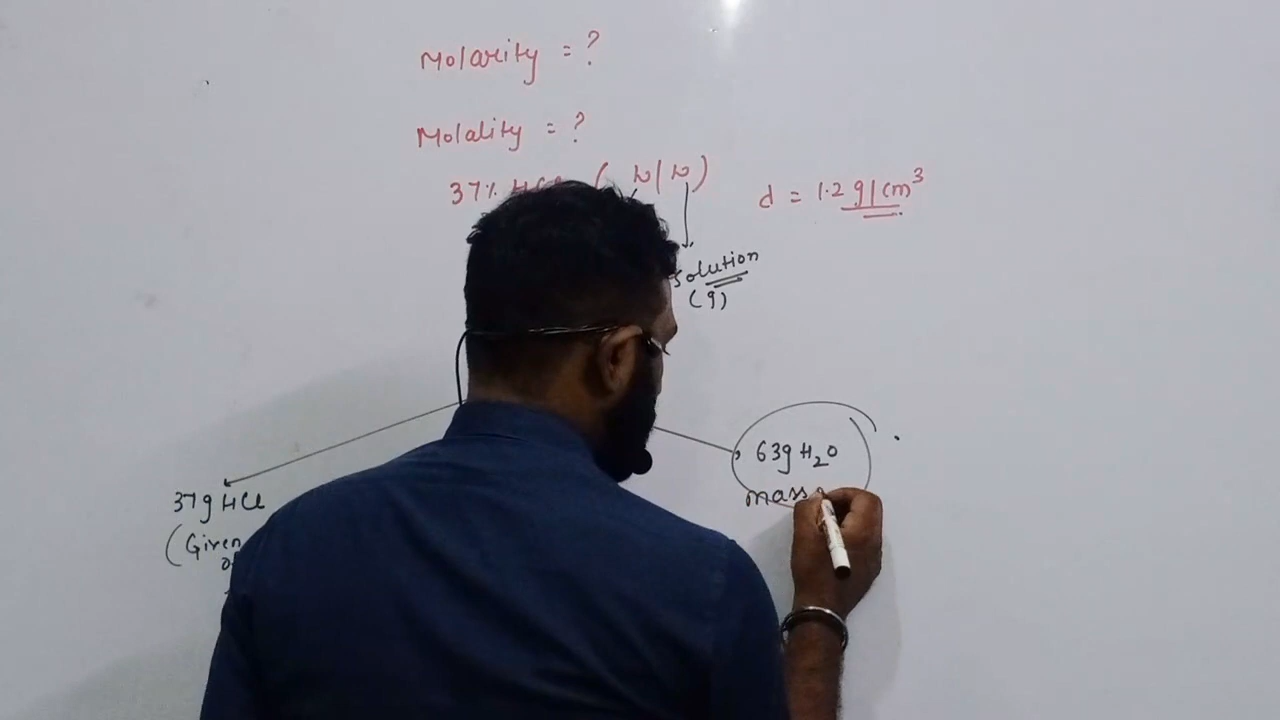 Molarity = ?
Molality = ?
37% HCl ( w/w)
d = 1.2 g/cm³
solution
(g)
63g H₂O
mass
37g HCl
(Given